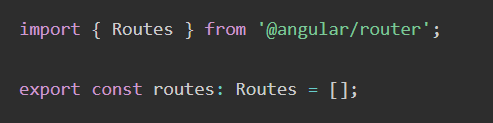 import { Routes } from '@angular/router';
export const routes: Routes = [];